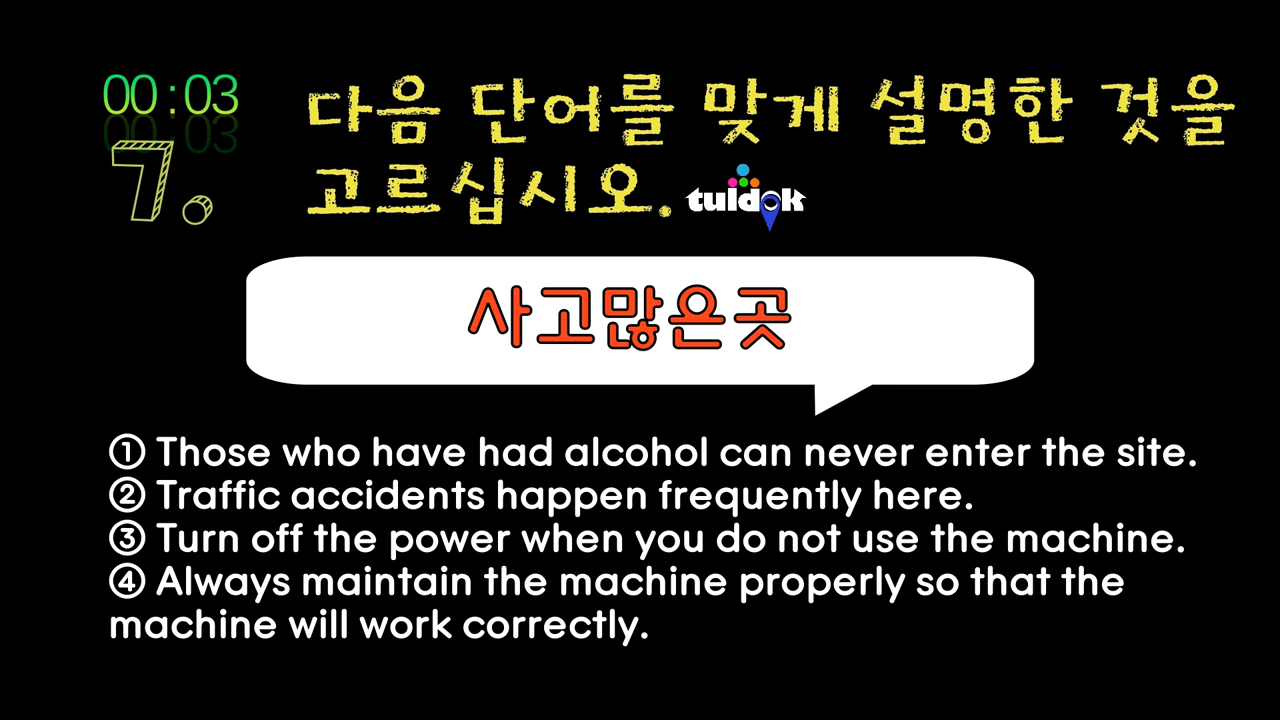 00:03
7.
다음 단어를 맞게 설명한 것을
고르십시오.
tuldok
사고많은곳
① Those who have had alcohol can never enter the site.
② Traffic accidents happen frequently here.
③ Turn off the power when you do not use the machine.
④ Always maintain the machine properly so that the
machine will work correctly.